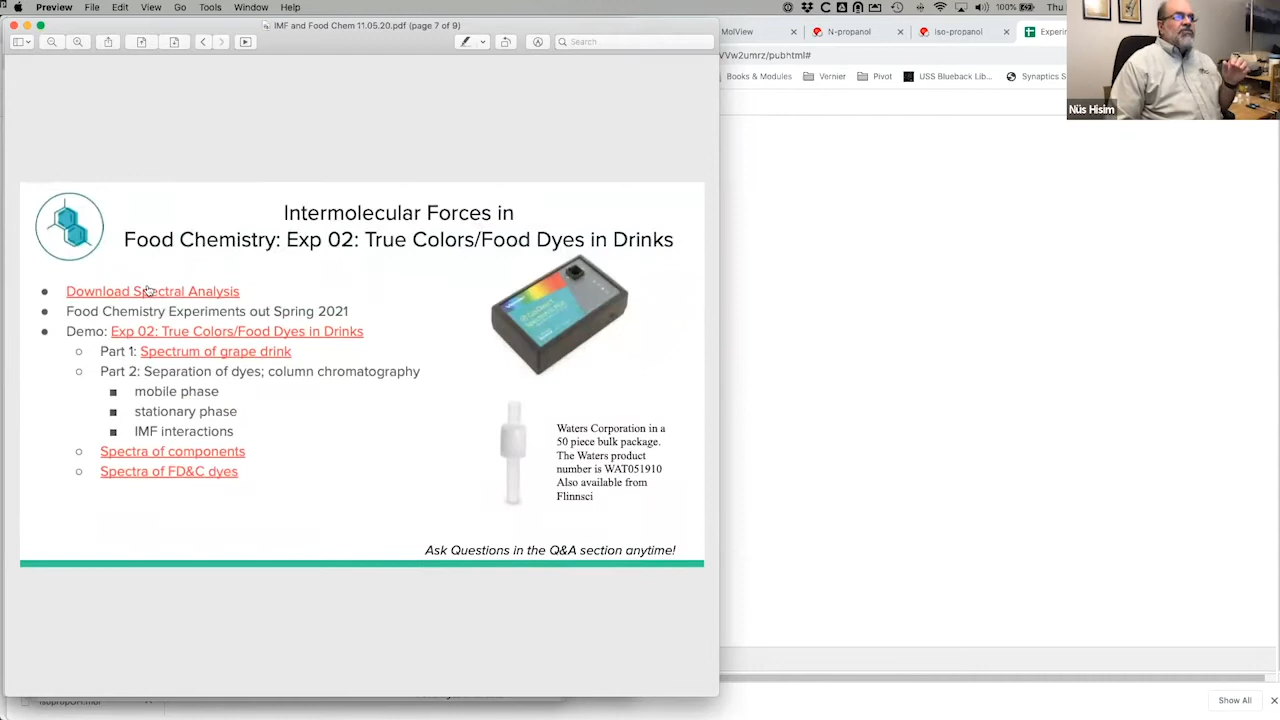 Preview File Edit View Go Tools Window Help
100% Thu
IMF and Food Chem 11.05.20.pdf (page 7 of 9)
Search
MolView
N-propanol
Iso-propanol
Experi
VVw2umrz/pubhtml#
Books & Modules Vernier Pivot USS Blueback Lib... Synaptics S
Nüs Hisim
Intermolecular Forces in
Food Chemistry: Exp 02: True Colors/Food Dyes in Drinks
Download Spectral Analysis
Food Chemistry Experiments out Spring 2021
Demo: Exp 02: True Colors/Food Dyes in Drinks
Part 1: Spectrum of grape drink
Part 2: Separation of dyes; column chromatography
mobile phase
stationary phase
IMF interactions
Spectra of components
Spectra of FD&C dyes
Waters Corporation in a
50 piece bulk package.
The Waters product
number is WAT051910
Also available from
Flinnsci
Ask Questions in the Q&A section anytime!
Show All